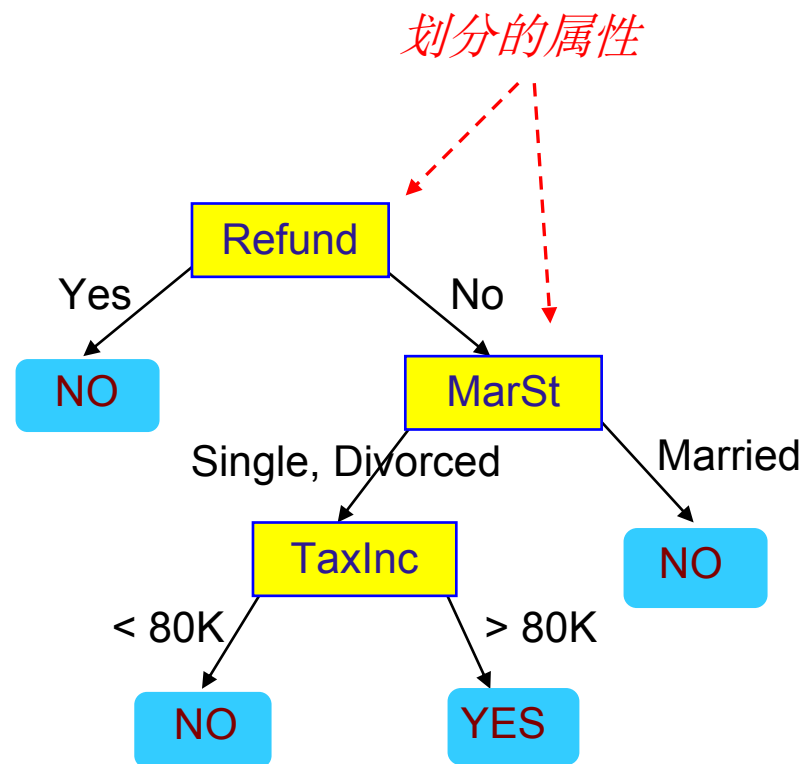 划分的属性
Refund
Yes
No
NO
MarSt
Single, Divorced
Married
TaxInc
NO
< 80K
> 80K
NO
YES